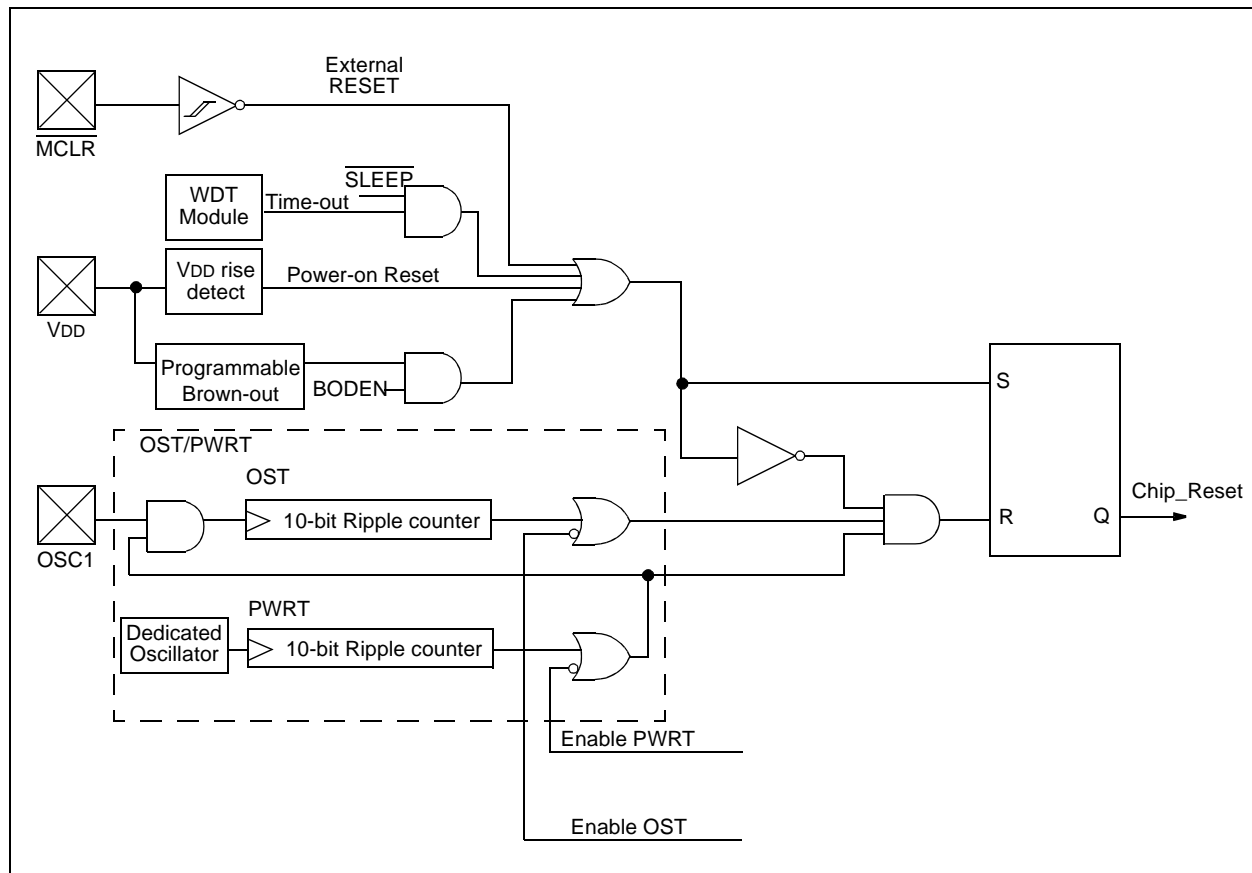 External
RESET
MCLR
SLEEP
WDT
Module
Time-out
VDD rise
detect
Power-on Reset
VDD
Programmable
Brown-out
BODEN
S
OST/PWRT
OST
Chip_Reset
10-bit Ripple counter
R
Q
OSC1
PWRT
Dedicated
Oscillator
10-bit Ripple counter
Enable PWRT
Enable OST